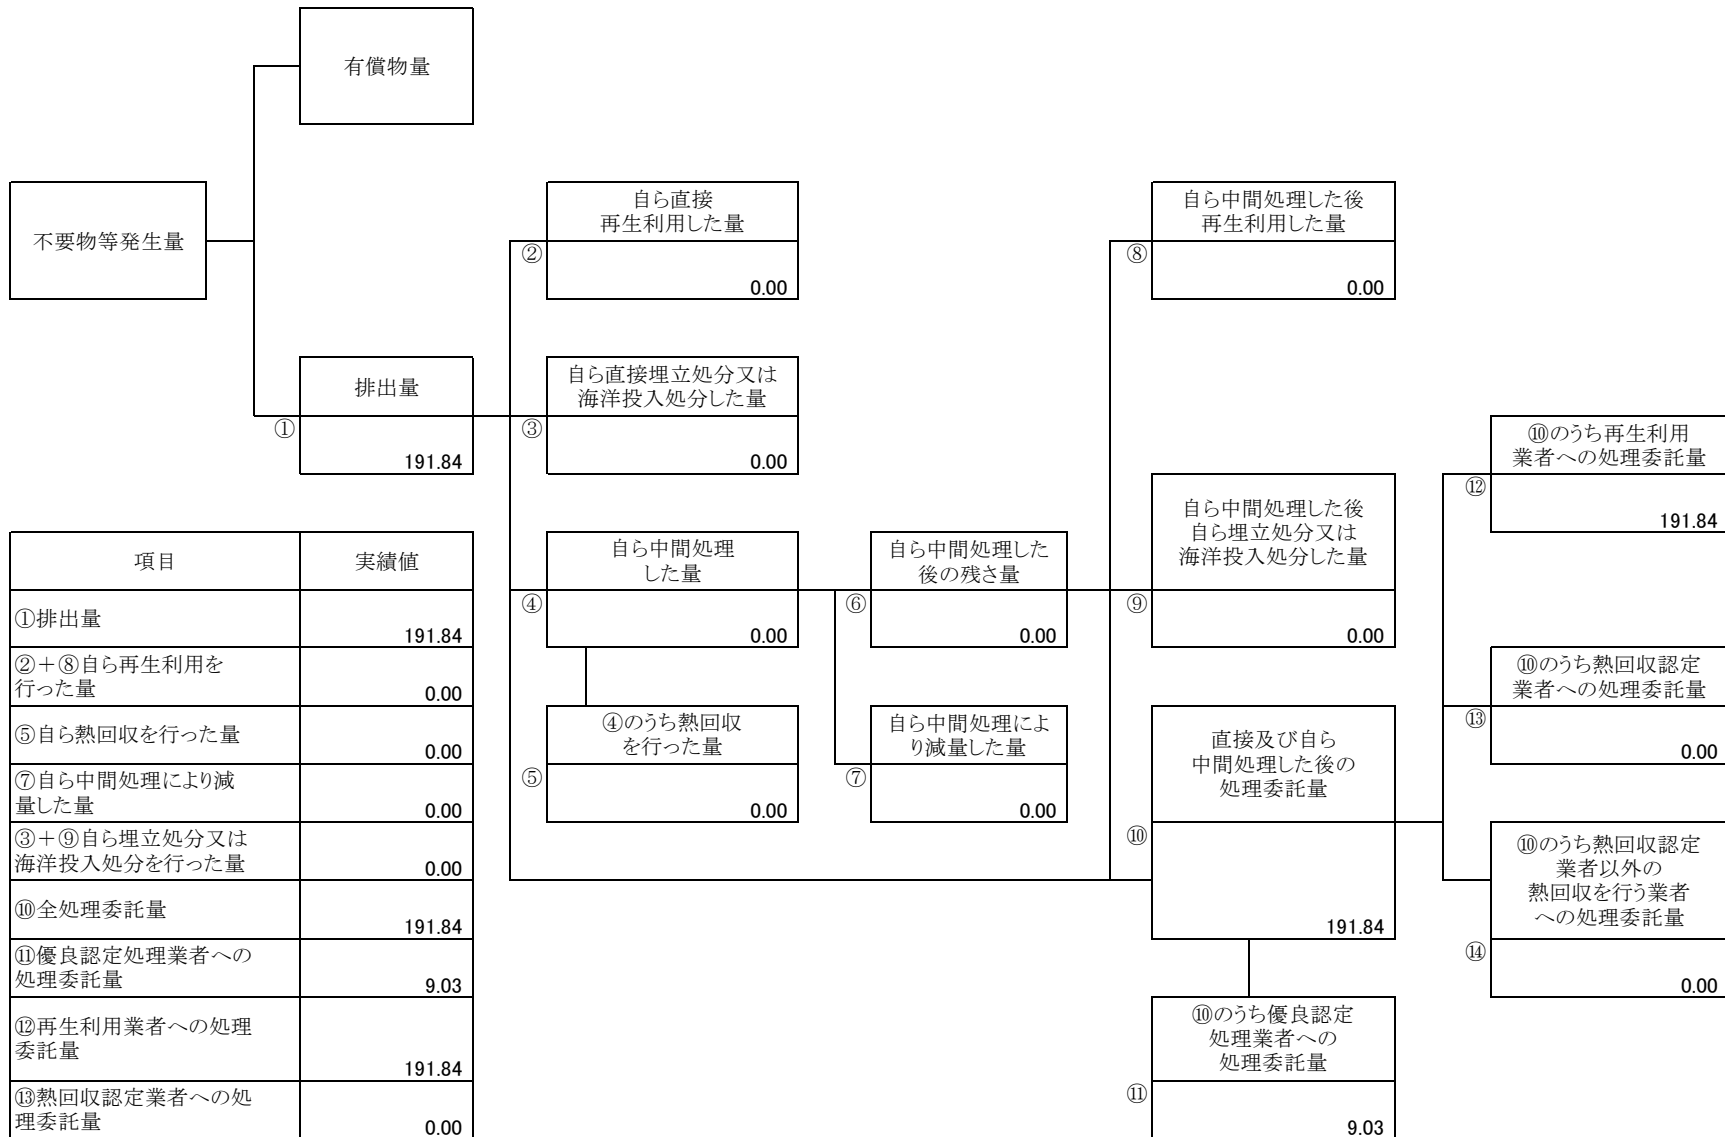 有償物量
不要物等発生量
自ら直接
再生利用した量
②
0.00
自ら中間処理した後
再生利用した量
⑧
0.00
排出量
①
191.84
自ら直接埋立処分又は
海洋投入処分した量
③
0.00
⑩のうち再生利用
業者への処理委託量
⑫
191.84
自ら中間処理
した量
④
0.00
自ら中間処理した
後の残さ量
⑥
0.00
自ら中間処理した後
自ら埋立処分又は
海洋投入処分した量
⑨
0.00
⑩のうち熱回収認定
業者への処理委託量
⑬
0.00
④のうち熱回収
を行った量
⑤
0.00
自ら中間処理によ
り減量した量
⑦
0.00
直接及び自ら
中間処理した後の
処理委託量
⑩
191.84
⑩のうち熱回収認定
業者以外の
熱回収を行う業者
への処理委託量
⑭
0.00
⑩のうち優良認定
処理業者への
処理委託量
⑪
9.03
項目 実績値
①排出量
191.84
②+⑧自ら再生利用を
行った量
0.00
⑤自ら熱回収を行った量
0.00
⑦自ら中間処理により減
量した量
0.00
③+⑨自ら埋立処分又は
海洋投入処分を行った量
0.00
⑩全処理委託量
191.84
⑪優良認定処理業者への
処理委託量
9.03
⑫再生利用業者への処理
委託量
191.84
⑬熱回収認定業者への処
理委託量
0.00